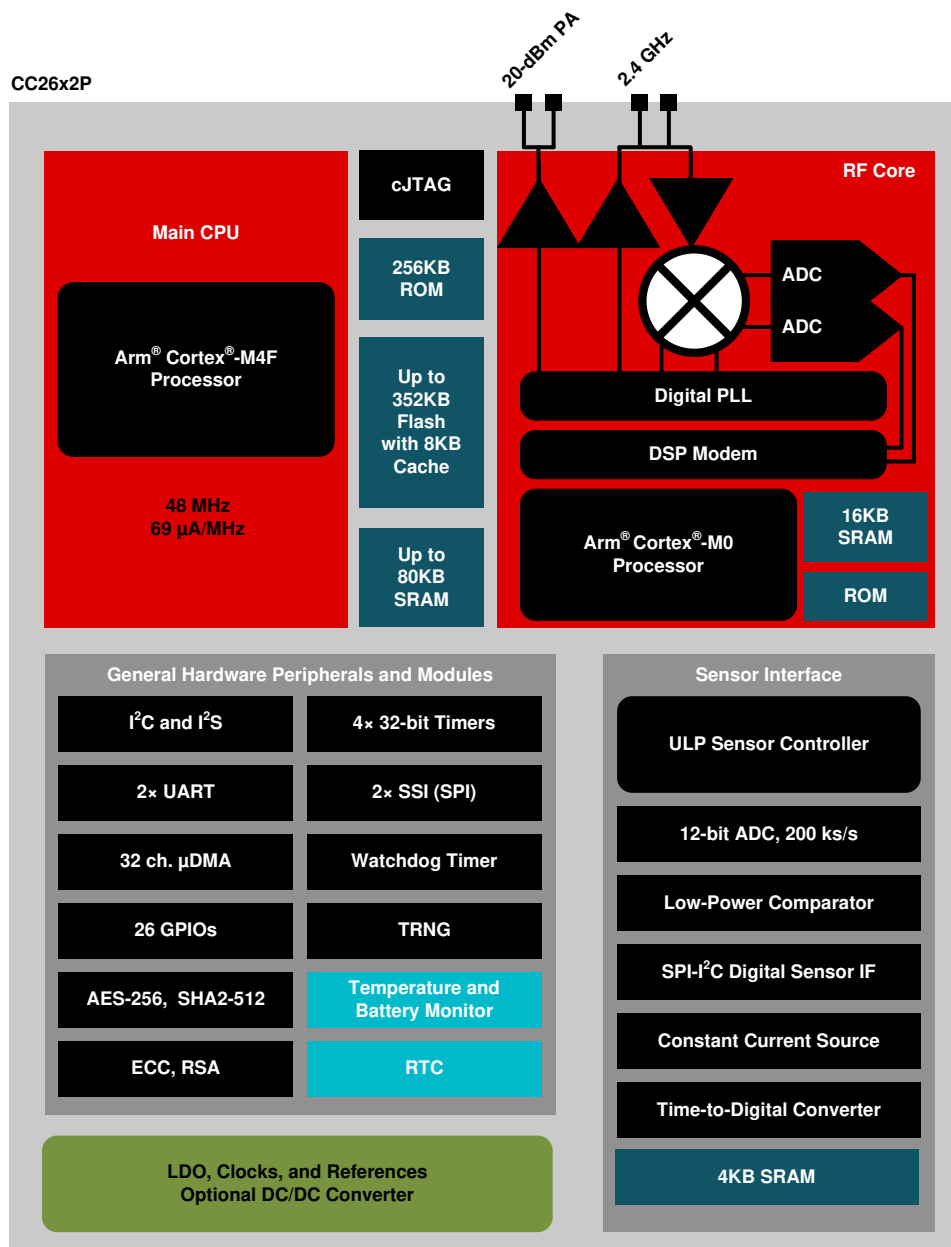 20-dBm PA
2.4 GHz
CC26x2P
Main CPU
Arm® Cortex®-M4F
Processor
48 MHz
69 µA/MHz
cJTAG
256KB
ROM
Up to
352KB
Flash
with 8KB
Cache
Up to
80KB
SRAM
RF Core
ADC
ADC
Digital PLL
DSP Modem
Arm® Cortex®-M0
Processor
16KB
SRAM
ROM
General Hardware Peripherals and Modules
I²C and I²S
4× 32-bit Timers
2× UART
2× SSI (SPI)
32 ch. µDMA
Watchdog Timer
26 GPIOs
TRNG
AES-256, SHA2-512
Temperature and
Battery Monitor
ECC, RSA
RTC
LDO, Clocks, and References
Optional DC/DC Converter
Sensor Interface
ULP Sensor Controller
12-bit ADC, 200 ks/s
Low-Power Comparator
SPI-I²C Digital Sensor IF
Constant Current Source
Time-to-Digital Converter
4KB SRAM